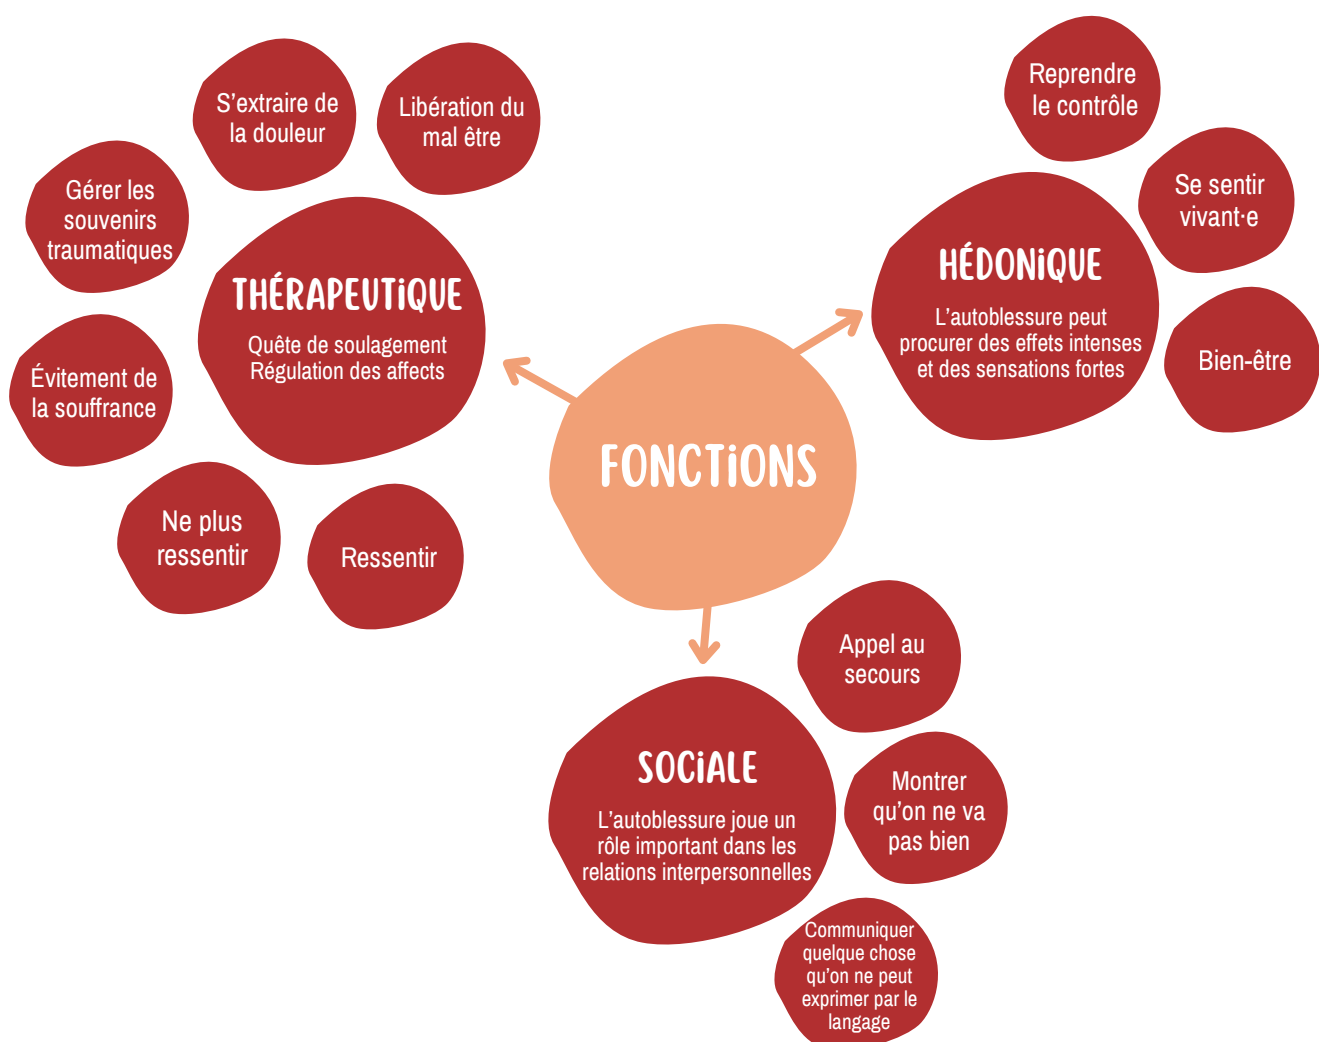 FONCTiONS
THÉRAPEUTiQUE
Quête de soulagement
Régulation des affects
Libération du
mal être
S'extraire de
la douleur
Gérer les
souvenirs
traumatiques
Évitement de
la souffrance
Ne plus
ressentir
Ressentir
HÉDONiQUE
L'autoblessure peut
procurer des effets intenses
et des sensations fortes
Reprendre
le contrôle
Se sentir
vivant·e
Bien-être
SOCiALE
L'autoblessure joue un
rôle important dans les
relations interpersonnelles
Appel au
secours
Montrer
qu'on ne va
pas bien
Communiquer
quelque chose
qu'on ne peut
exprimer par le
langage